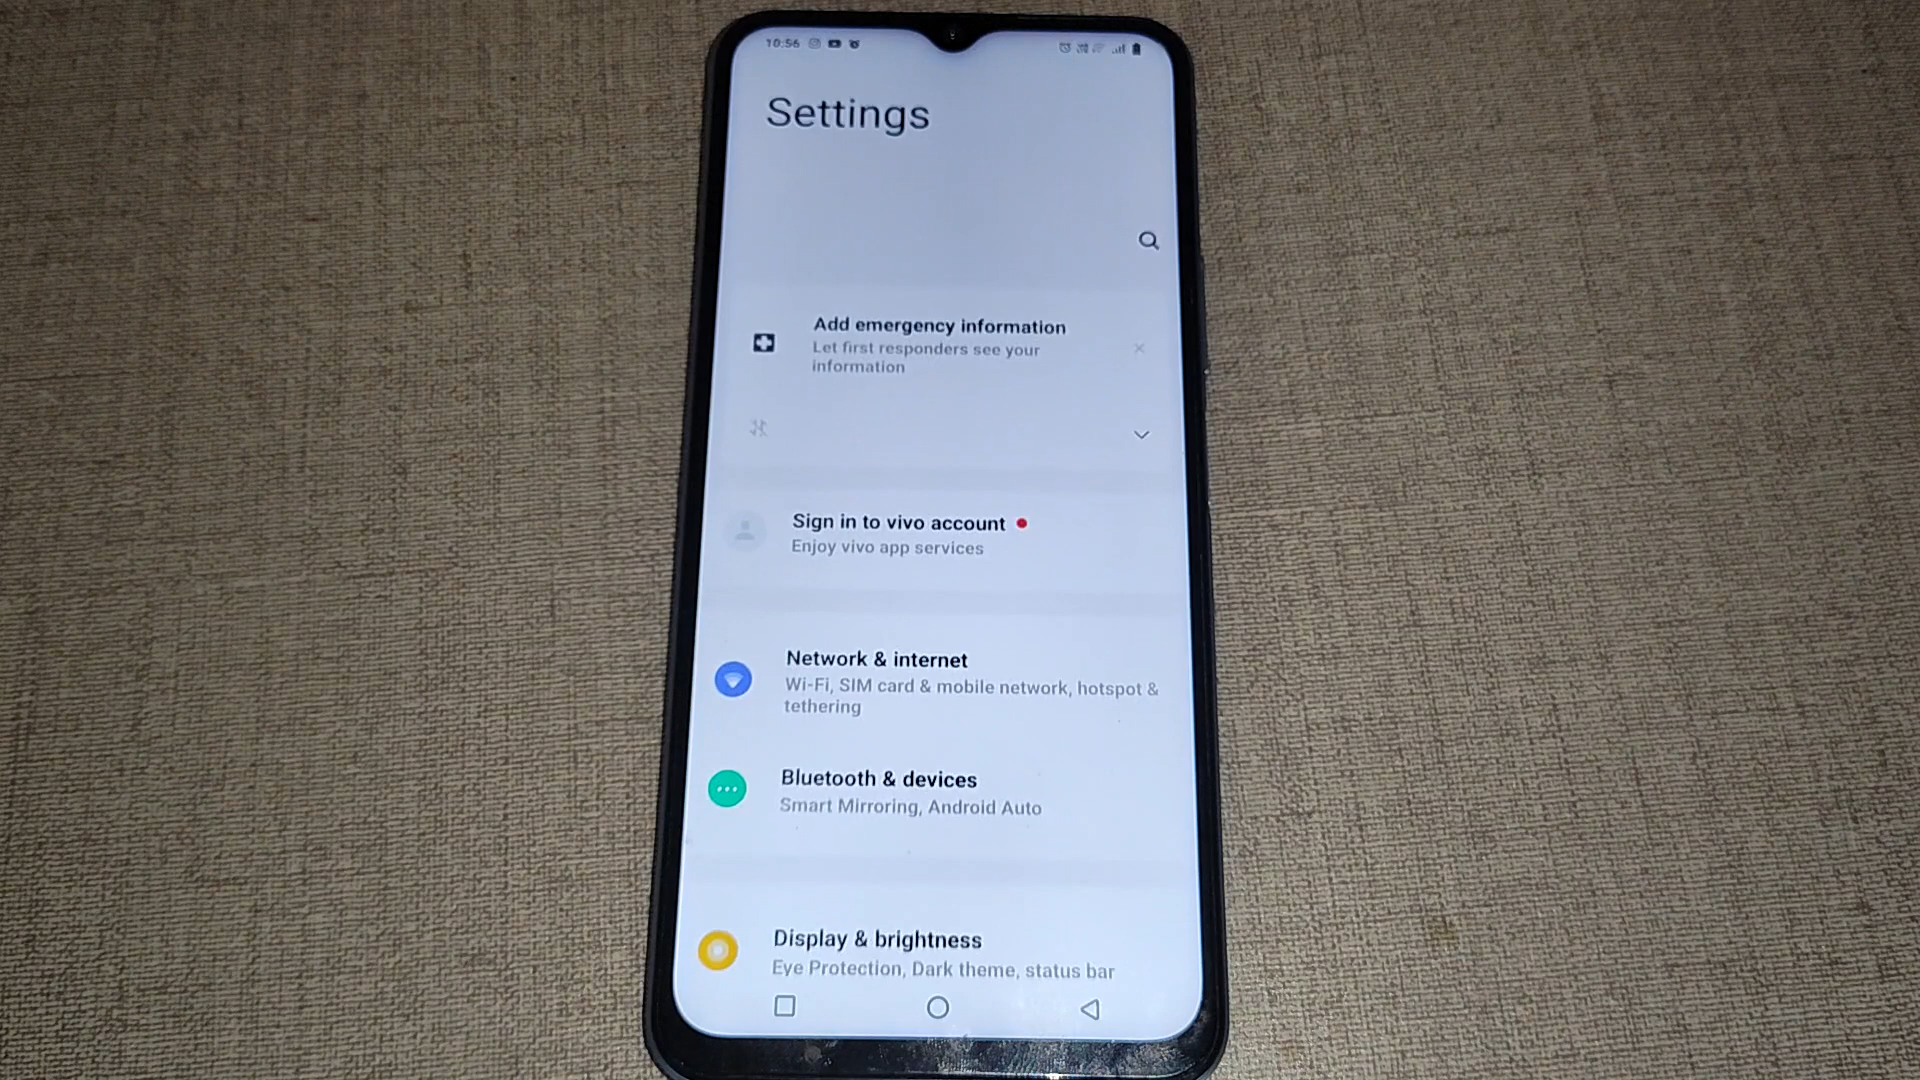 10:56
Settings
Add emergency information
Let first responders see your
information
Sign in to vivo account
Enjoy vivo app services
Network & internet
Wi-Fi, SIM card & mobile network, hotspot &
tethering
Bluetooth & devices
Smart Mirroring, Android Auto
Display & brightness
Eye Protection, Dark theme, status bar